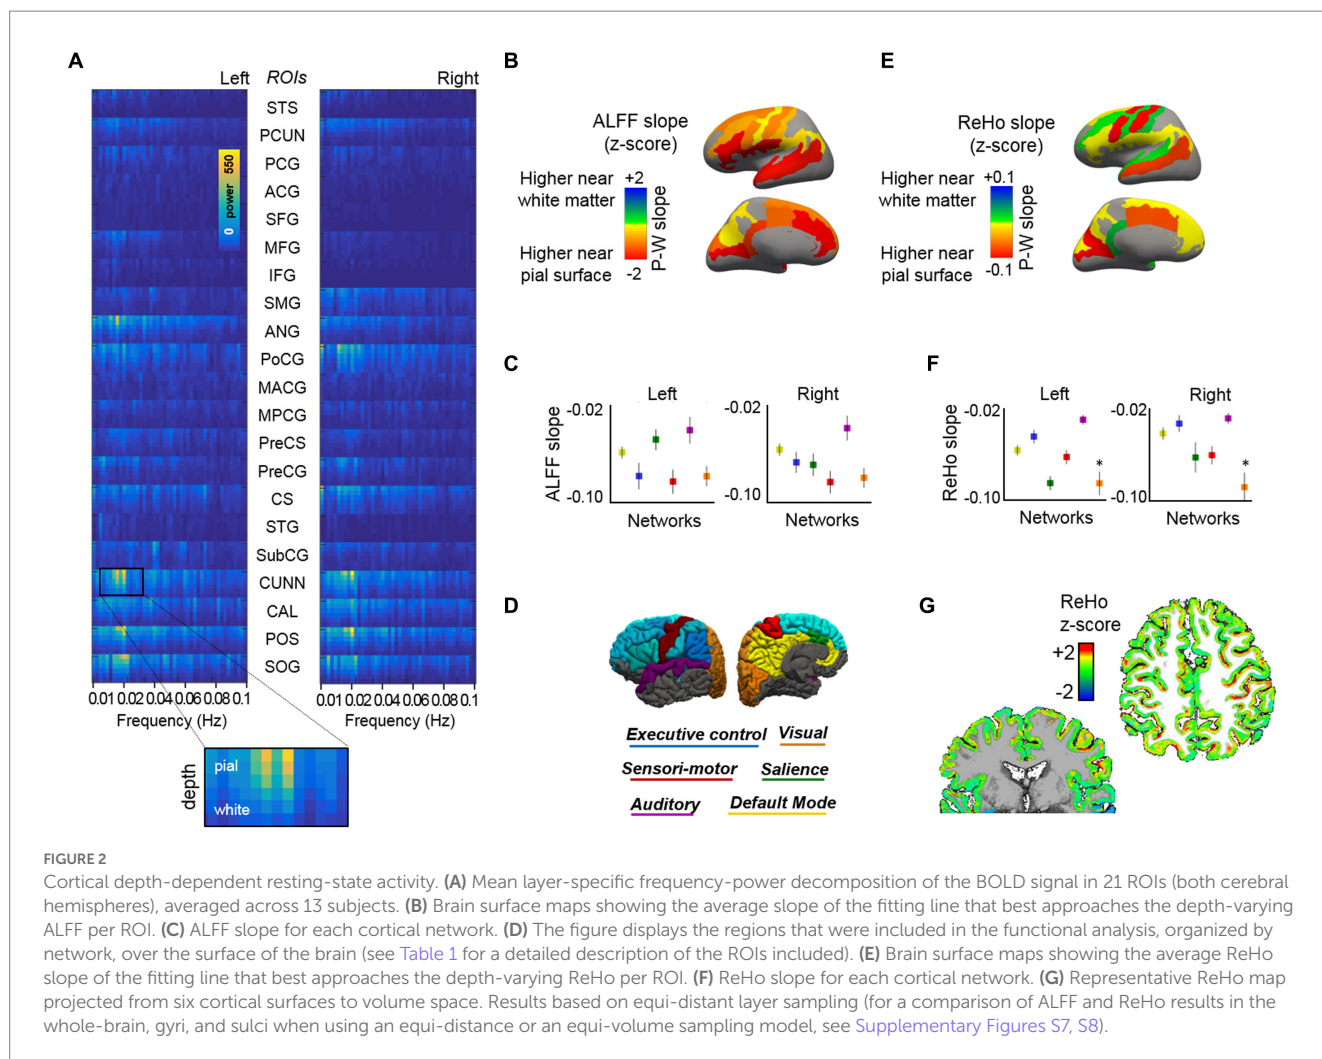 A
Left
ROIs
Right
STS
PCUN
PCG
ACG
SFG
MFG
IFG
SMG
ANG
PoCG
MACG
MPCG
PreCS
PreCG
CS
STG
SubCG
CUNN
CAL
POS
SOG
0 power 550
0.01 0.02 0.04 0.06 0.08 0.1
0.01 0.02 0.04 0.06 0.08 0.1
Frequency (Hz)
Frequency (Hz)
depth
pial
white
B
ALFF slope
(z-score)
Higher near
white matter
+2
P-W slope
Higher near
pial surface
-2
E
ReHo slope
(z-score)
Higher near
white matter
+0.1
P-W slope
Higher near
pial surface
-0.1
C
Left
Right
-0.02
-0.02
ALFF slope
-0.10
-0.10
Networks
Networks
F
Left
Right
-0.02
-0.02
ReHo slope
*
*
-0.10
-0.10
Networks
Networks
D
Executive control
Visual
Sensori-motor
Salience
Auditory
Default Mode
G
ReHo
z-score
+2
-2
FIGURE 2
Cortical depth-dependent resting-state activity. (A) Mean layer-specific frequency-power decomposition of the BOLD signal in 21 ROIs (both cerebral
hemispheres), averaged across 13 subjects. (B) Brain surface maps showing the average slope of the fitting line that best approaches the depth-varying
ALFF per ROI. (C) ALFF slope for each cortical network. (D) The figure displays the regions that were included in the functional analysis, organized by
network, over the surface of the brain (see Table 1 for a detailed description of the ROIs included). (E) Brain surface maps showing the average ReHo
slope of the fitting line that best approaches the depth-varying ReHo per ROI. (F) ReHo slope for each cortical network. (G) Representative ReHo map
projected from six cortical surfaces to volume space. Results based on equi-distant layer sampling (for a comparison of ALFF and ReHo results in the
whole-brain, gyri, and sulci when using an equi-distance or an equi-volume sampling model, see Supplementary Figures S7, S8).